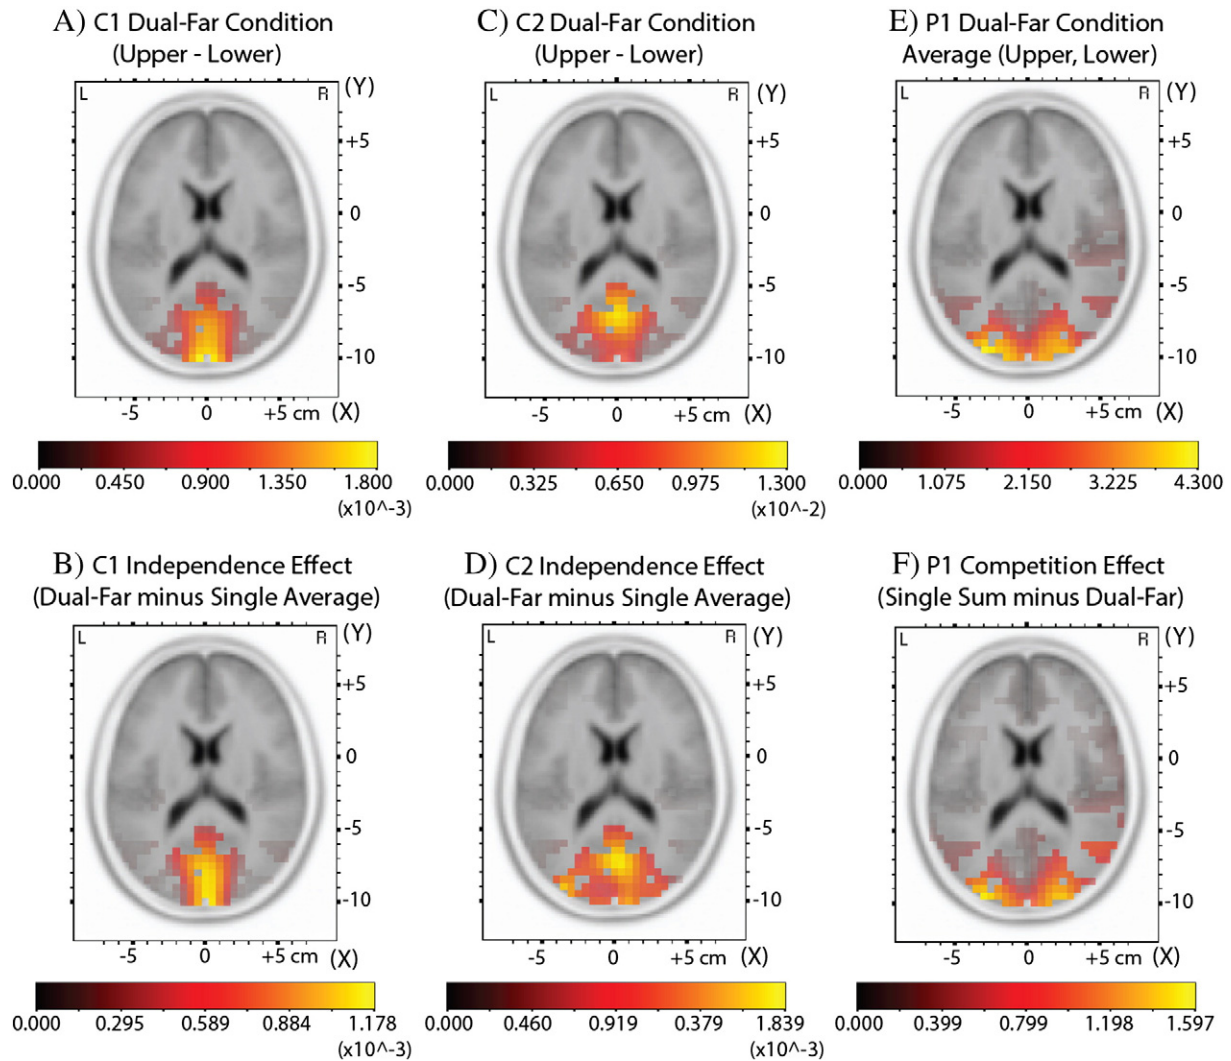 A) C1 Dual-Far Condition
(Upper - Lower)
L R (Y)
+5
0
-5
-10
-5 0 +5 cm (X)
0.000 0.450 0.900 1.350 1.800
(x10^-3)
C) C2 Dual-Far Condition
(Upper - Lower)
L R (Y)
+5
0
-5
-10
-5 0 +5 cm (X)
0.000 0.325 0.650 0.975 1.300
(x10^-2)
E) P1 Dual-Far Condition
Average (Upper, Lower)
L R (Y)
+5
0
-5
-10
-5 0 +5 cm (X)
0.000 1.075 2.150 3.225 4.300
B) C1 Independence Effect
(Dual-Far minus Single Average)
L R (Y)
+5
0
-5
-10
-5 0 +5 cm (X)
0.000 0.295 0.589 0.884 1.178
(x10^-3)
D) C2 Independence Effect
(Dual-Far minus Single Average)
L R (Y)
+5
0
-5
-10
-5 0 +5 cm (X)
0.000 0.460 0.919 0.379 1.839
(x10^-3)
F) P1 Competition Effect
(Single Sum minus Dual-Far)
L R (Y)
+5
0
-5
-10
-5 0 +5 cm (X)
0.000 0.399 0.799 1.198 1.597